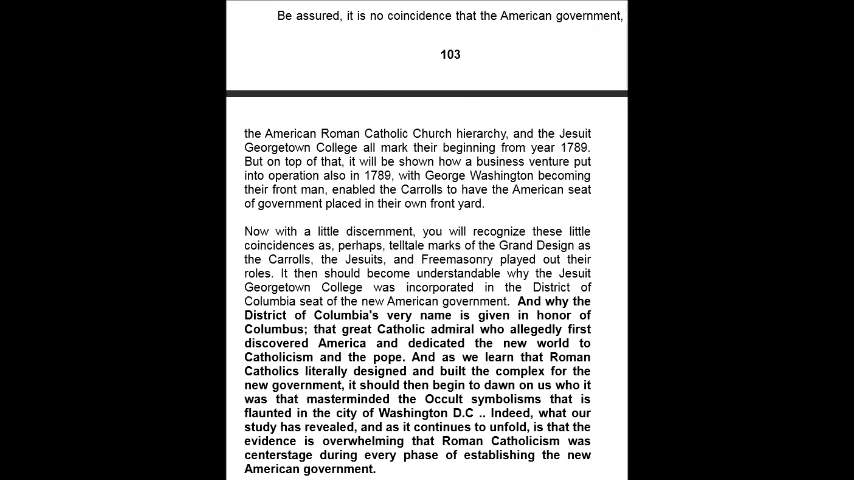 Be assured, it is no coincidence that the American government,
103
the American Roman Catholic Church hierarchy, and the Jesuit
Georgetown College all mark their beginning from year 1789.
But on top of that, it will be shown how a business venture put
into operation also in 1789, with George Washington becoming
their front man, enabled the Carrolls to have the American seat
of government placed in their own front yard.
Now with a little discernment, you will recognize these little
coincidences as, perhaps, telltale marks of the Grand Design as
the Carrolls, the Jesuits, and Freemasonry played out their
roles. It then should become understandable why the Jesuit
Georgetown College was incorporated in the District of
Columbia seat of the new American government. And why the
District of Columbia's very name is given in honor of
Columbus; that great Catholic admiral who allegedly first
discovered America and dedicated the new world to
Catholicism and the pope. And as we learn that Roman
Catholics literally designed and built the complex for the
new government, it should then begin to dawn on us who it
was that masterminded the Occult symbolisms that is
flaunted in the city of Washington D.C .. Indeed, what our
study has revealed, and as it continues to unfold, is that the
evidence is overwhelming that Roman Catholicism was
centerstage during every phase of establishing the new
American government.